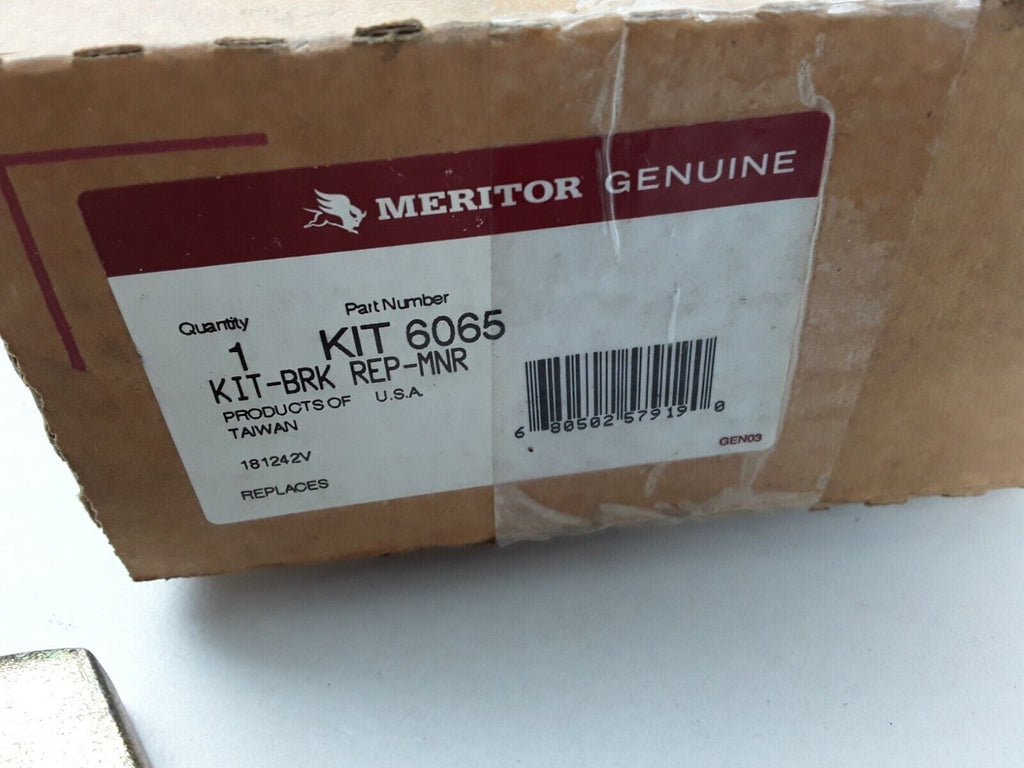 MERITOR GENUINE
Quantity Part Number
1 KIT 6065
KIT-BRK REP-MNR
PRODUCTS OF U.S.A.
TAIWAN
181242V
REPLACES
6 80502 57919 0
GEN03